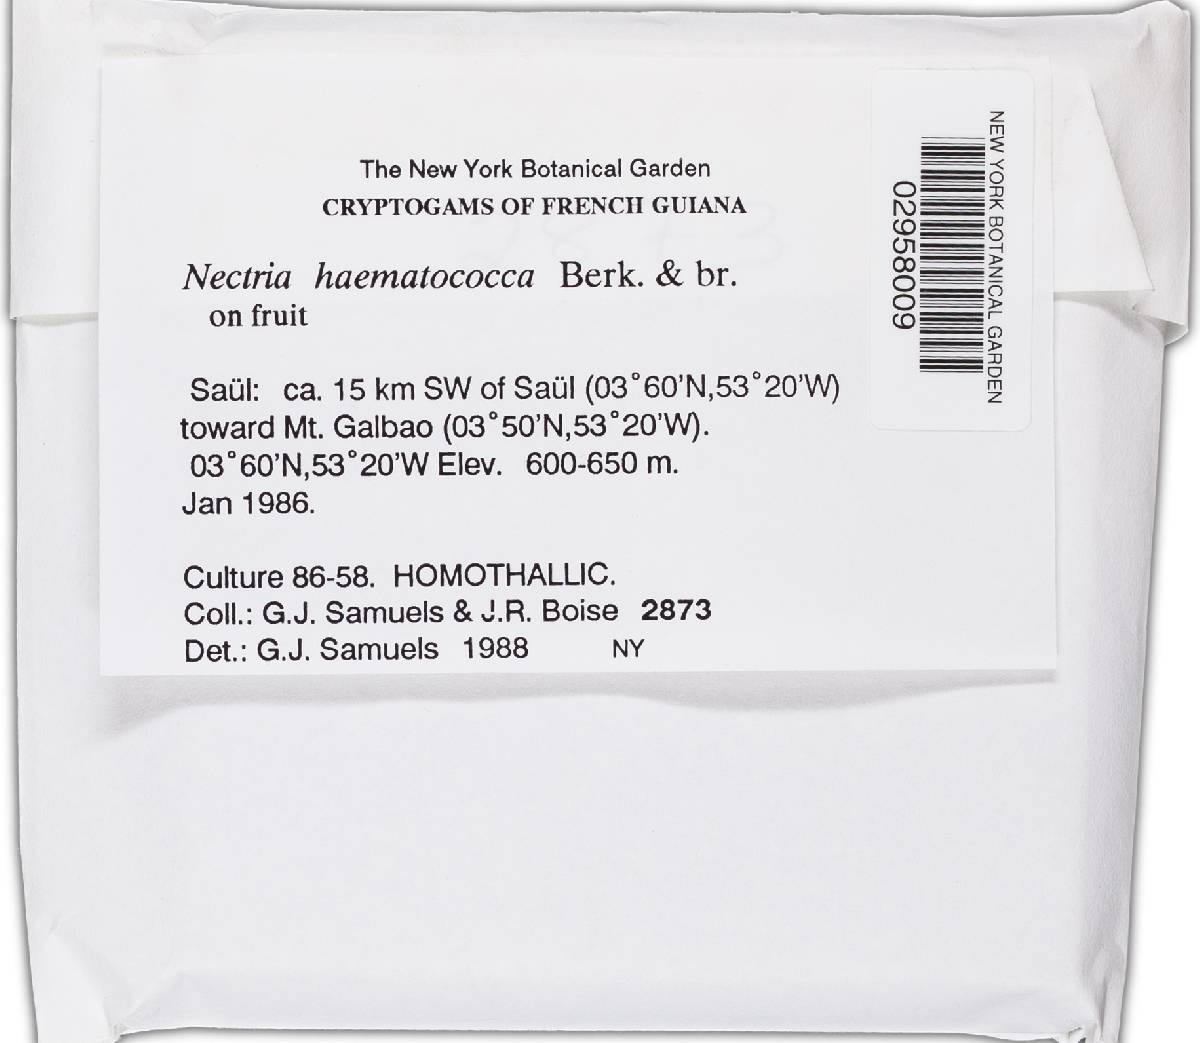 The New York Botanical Garden
CRYPTOGAMS OF FRENCH GUIANA
Nectria haematococca Berk. & br.
on fruit
Saül: ca. 15 km SW of Saül (03°60'N,53°20'W)
toward Mt. Galbao (03°50'N,53°20'W).
03°60'N,53°20'W Elev. 600-650 m.
Jan 1986.
Culture 86-58. HOMOTHALLIC.
Coll.: G.J. Samuels & J.R. Boise 2873
Det.: G.J. Samuels 1988 NY
NEW YORK BOTANICAL GARDEN
02958009